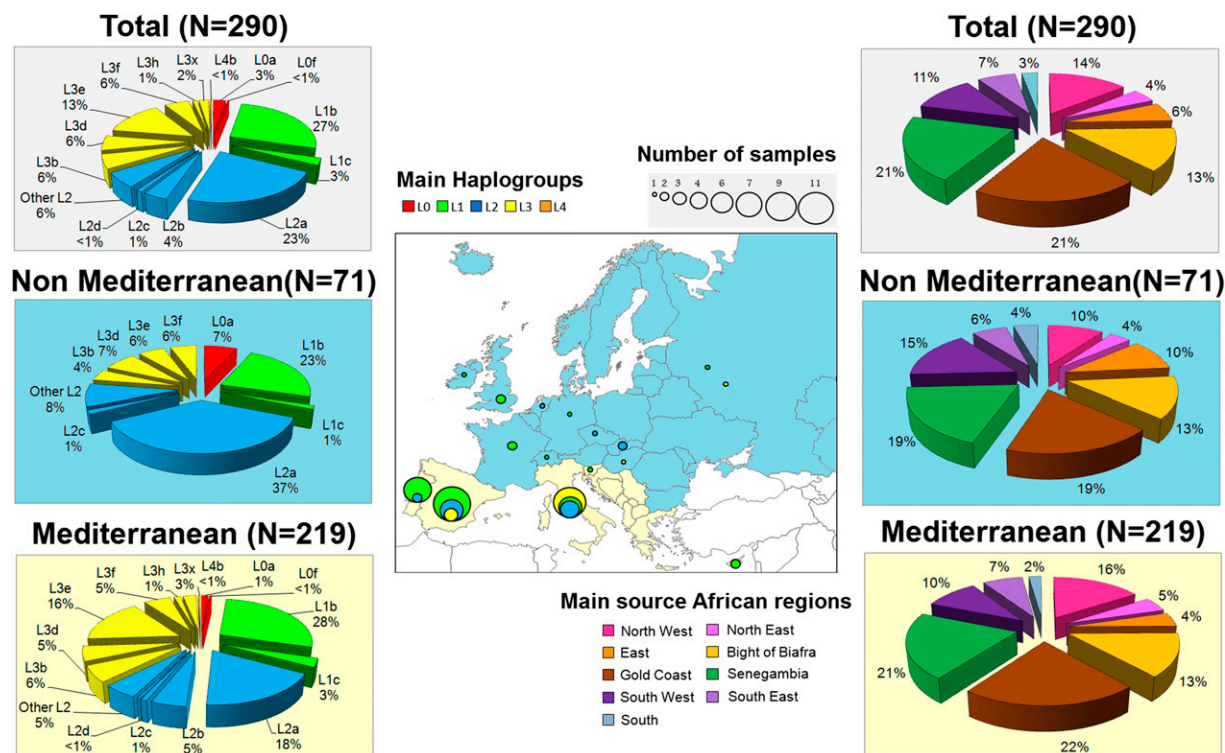 Total (N=290)
L3h
1%
L3x
2%
L4b
<1%
L0a
3%
L0f
<1%
L3f
6%
L3e
13%
L3d
6%
L3b
6%
Other L2
6%
L2d
<1%
L2c
1%
L2b
4%
L2a
23%
L1c
3%
L1b
27%
Non Mediterranean(N=71)
L3d
7%
L3e
6%
L3f
6%
L0a
7%
L1b
23%
L3b
4%
Other L2
8%
L2c
1%
L1c
1%
L2a
37%
Mediterranean (N=219)
L3f
5%
L3h
1%
L3x
3%
L4b
<1%
L0a
1%
L0f
<1%
L3e
16%
L1b
28%
L3d
5%
L3b
6%
L1c
3%
Other L2
5%
L2d
<1%
L2c
1%
L2b
5%
L2a
18%
Main Haplogroups
L0 L1 L2 L3 L4
Number of samples
1 2 3 4 6 7 9 11
Main source African regions
North West North East
East Bight of Biafra
Gold Coast Senegambia
South West South East
South
Total (N=290)
7% 3% 14%
11% 4%
6%
21% 13%
21%
Non Mediterranean(N=71)
6% 4% 10%
4%
15% 10%
13%
19%
19%
Mediterranean (N=219)
7% 2% 16%
10% 5%
4%
21% 13%
22%